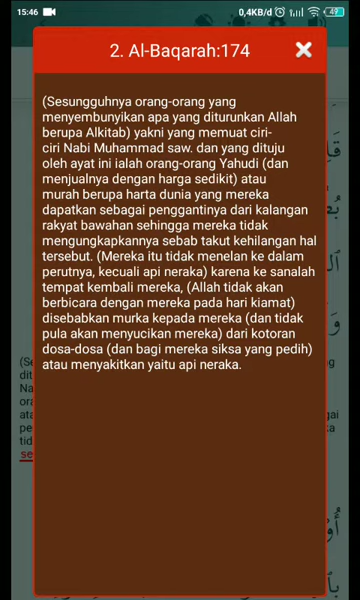 15:46
0,4KB/d
49
2. Al-Baqarah:174
(Sesungguhnya orang-orang yang
menyembunyikan apa yang diturunkan Allah
berupa Alkitab) yakni yang memuat ciri-
ciri Nabi Muhammad saw. dan yang dituju
oleh ayat ini ialah orang-orang Yahudi (dan
menjualnya dengan harga sedikit) atau
murah berupa harta dunia yang mereka
dapatkan sebagai penggantinya dari kalangan
rakyat bawahan sehingga mereka tidak
mengungkapkannya sebab takut kehilangan hal
tersebut. (Mereka itu tidak menelan ke dalam
perutnya, kecuali api neraka) karena ke sanalah
tempat kembali mereka, (Allah tidak akan
berbicara dengan mereka pada hari kiamat)
disebabkan murka kepada mereka (dan tidak
pula akan menyucikan mereka) dari kotoran
dosa-dosa (dan bagi mereka siksa yang pedih)
atau menyakitkan yaitu api neraka.